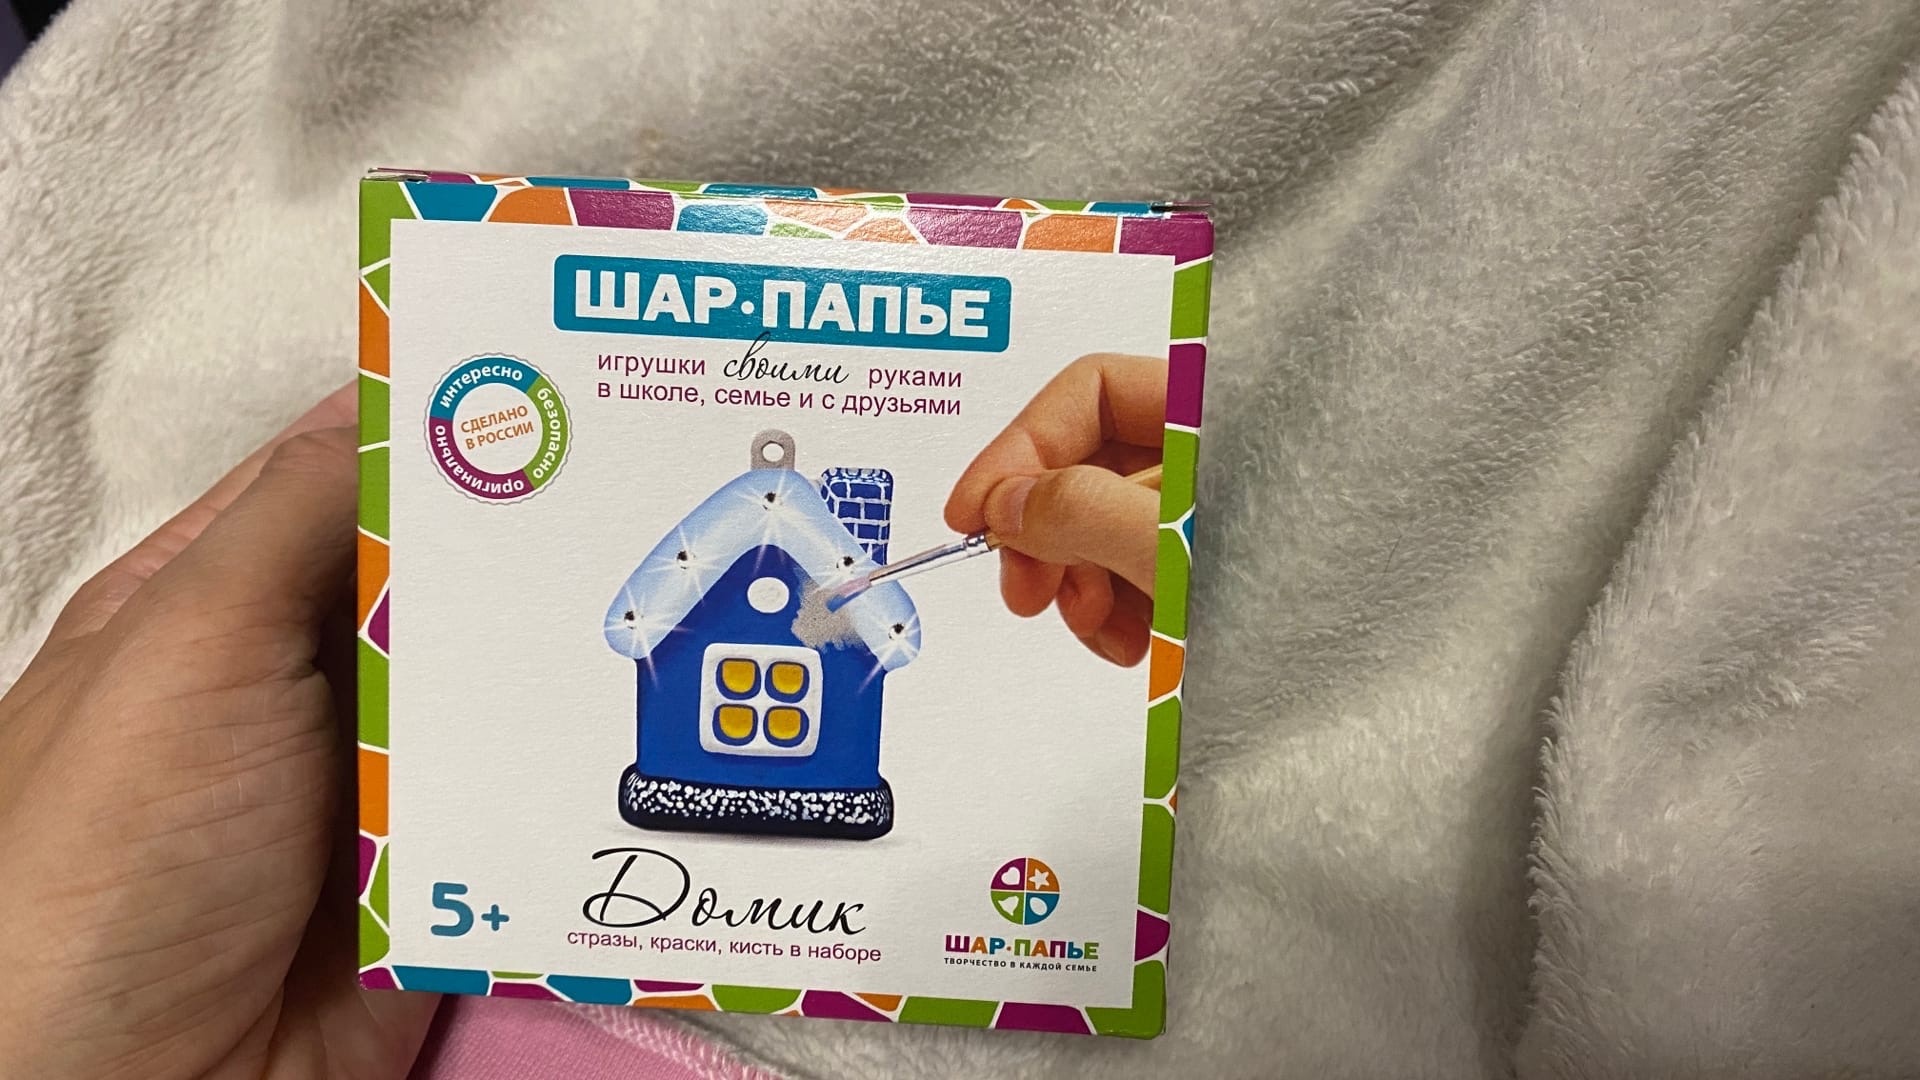 ШАР·ПАПЬЕ
игрушки своими руками
в школе, семье и с друзьями
интересно
безопасно
оригинально
СДЕЛАНО
В РОССИИ
5+
Домик
стразы, краски, кисть в наборе
ШАР·ПАПЬЕ
ТВОРЧЕСТВО В КАЖДОЙ СЕМЬЕ